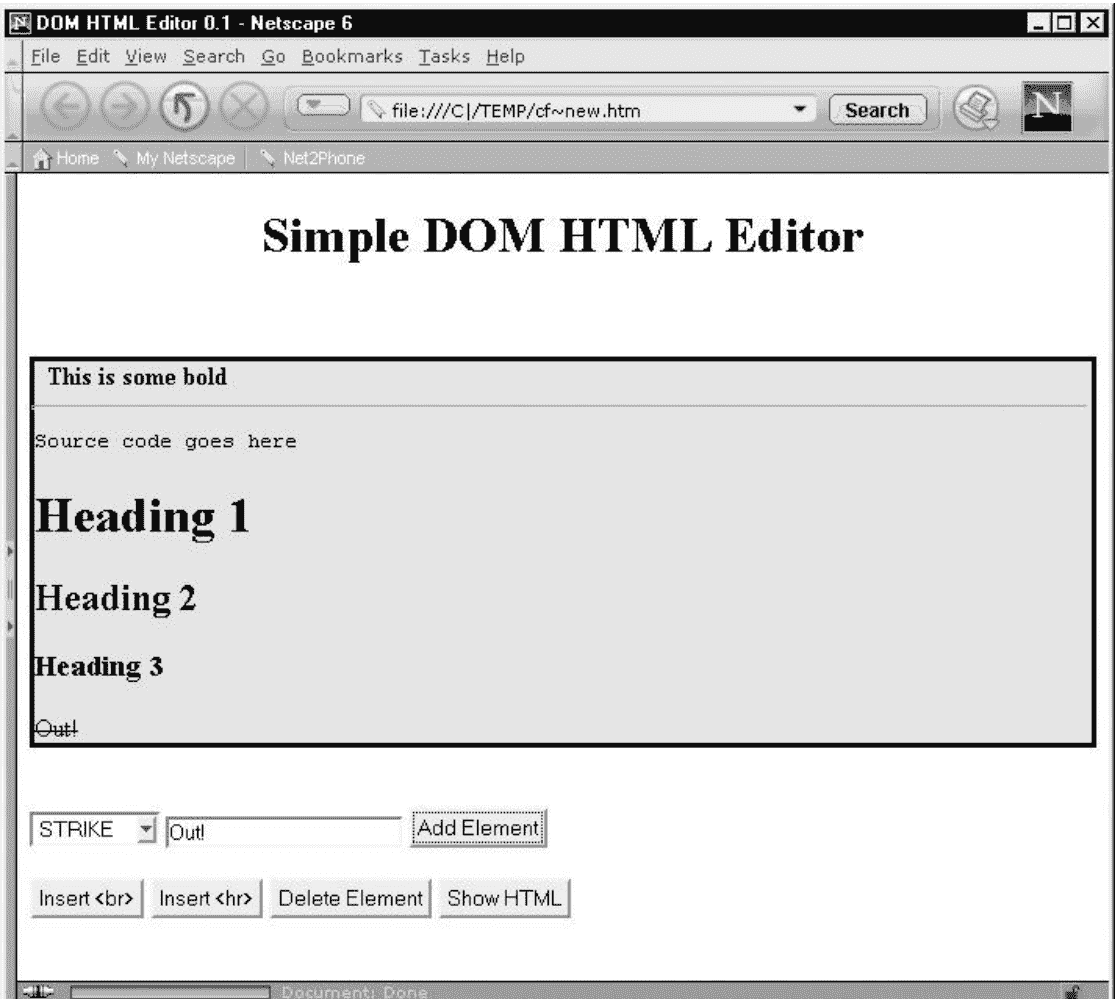 DOM HTML Editor 0.1 - Netscape 6
File Edit View Search Go Bookmarks Tasks Help
file:///C|/TEMP/cf~new.htm Search N
Home My Netscape Net2Phone
Simple DOM HTML Editor
This is some bold
Source code goes here
Heading 1
Heading 2
Heading 3
Out!
STRIKE Out! Add Element
Insert <br> Insert <hr> Delete Element Show HTML
Document: Done